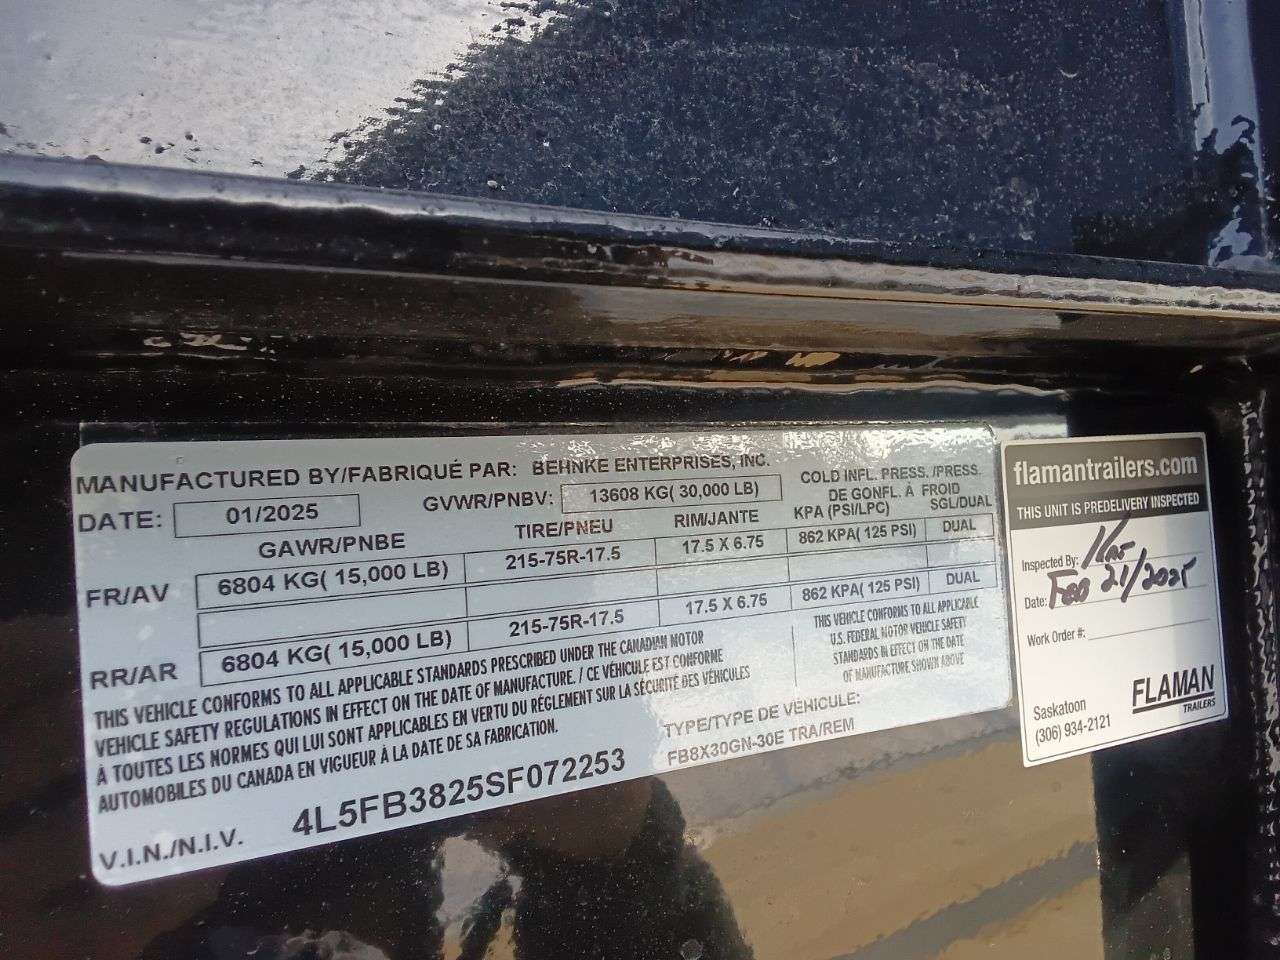 MANUFACTURED BY/FABRIQUÉ PAR: BEHNKE ENTERPRISES, INC.
DATE: 01/2025 GVWR/PNBV: 13608 KG( 30,000 LB)
COLD INFL. PRESS. /PRESS.
DE GONFL. À FROID
GAWR/PNBE TIRE/PNEU RIM/JANTE KPA (PSI/LPC) SGL/DUAL
FR/AV 6804 KG( 15,000 LB) 215-75R-17.5 17.5 X 6.75 862 KPA( 125 PSI) DUAL
RR/AR 6804 KG( 15,000 LB) 215-75R-17.5 17.5 X 6.75 862 KPA( 125 PSI) DUAL
THIS VEHICLE CONFORMS TO ALL APPLICABLE STANDARDS PRESCRIBED UNDER THE CANADIAN MOTOR
VEHICLE SAFETY REGULATIONS IN EFFECT ON THE DATE OF MANUFACTURE. / CE VÉHICULE EST CONFORME
À TOUTES LES NORMES QUI LUI SONT APPLICABLES EN VERTU DU RÈGLEMENT SUR LA SÉCURITÉ DES VÉHICULES
AUTOMOBILES DU CANADA EN VIGUEUR À LA DATE DE SA FABRICATION.
THIS VEHICLE CONFORMS TO ALL APPLICABLE
U.S. FEDERAL MOTOR VEHICLE SAFETY
STANDARDS IN EFFECT ON THE DATE
OF MANUFACTURE SHOWN ABOVE
V.I.N./N.I.V. 4L5FB3825SF072253
TYPE/TYPE DE VÉHICULE:
FB8X30GN-30E TRA/REM
flamantrailers.com
THIS UNIT IS PREDELIVERY INSPECTED
Inspected By:
Date: Feb 21/2025
Work Order #:
Saskatoon
(306) 934-2121
FLAMAN
TRAILERS